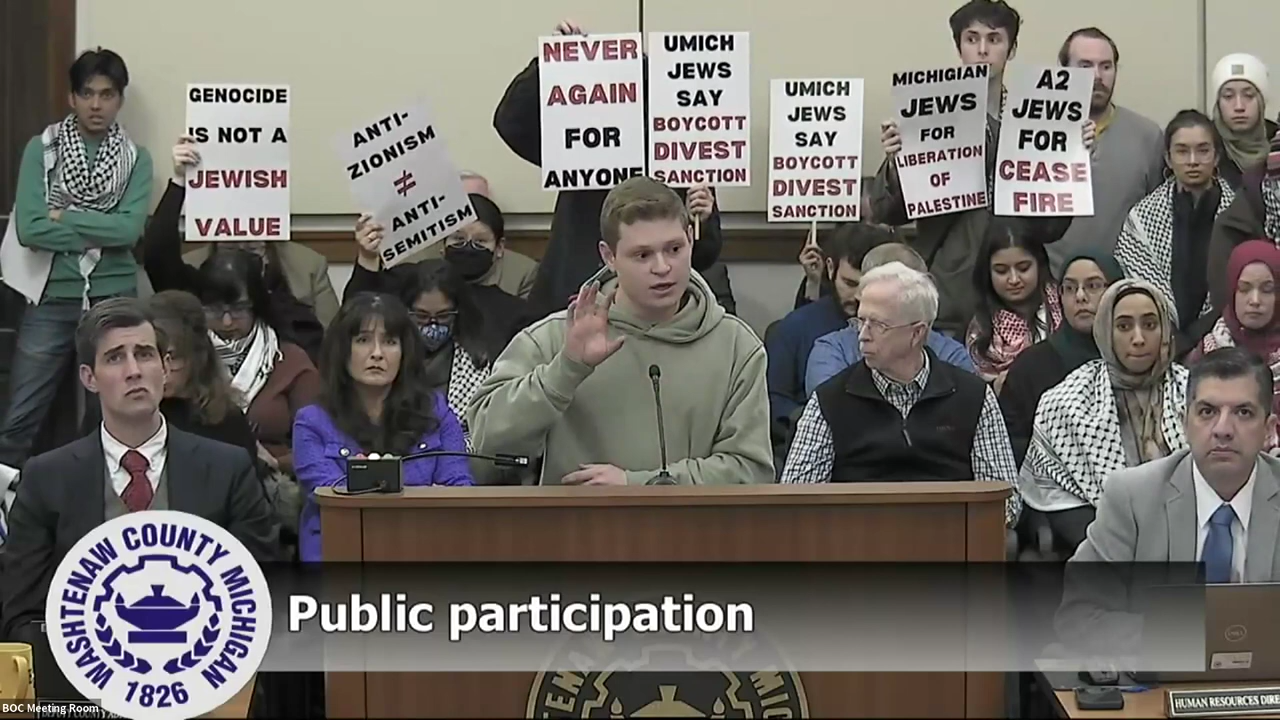 GENOCIDE
IS NOT A
JEWISH
VALUE
ANTI-
ZIONISM
≠
ANTI-
SEMITISM
NEVER
AGAIN
FOR
ANYONE
UMICH
JEWS
SAY
BOYCOTT
DIVEST
SANCTION
UMICH
JEWS
SAY
BOYCOTT
DIVEST
SANCTION
MICHIGIAN
JEWS
FOR
LIBERATION
OF
PALESTINE
A2
JEWS
FOR
CEASE
FIRE
WASHTENAW COUNTY MICHIGAN
1826
Public participation
BOC Meeting Room
HUMAN RESOURCES DIRE